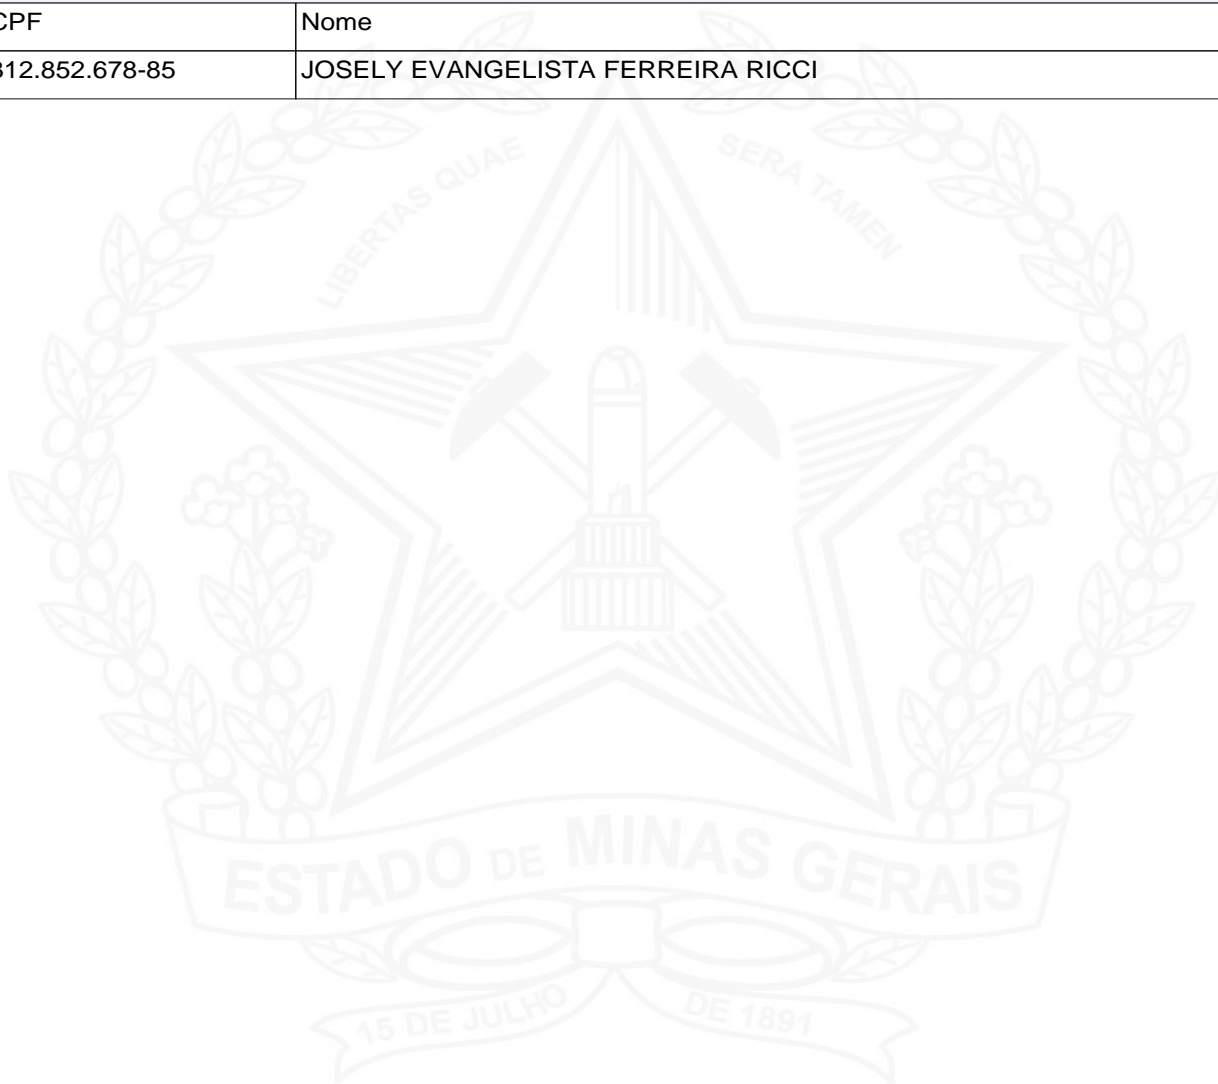 CPF Nome
312.852.678-85 JOSELY EVANGELISTA FERREIRA RICCI
LIBERTAS QUAE SERA TAMEN
ESTADO DE MINAS GERAIS
15 DE JULHO DE 1891